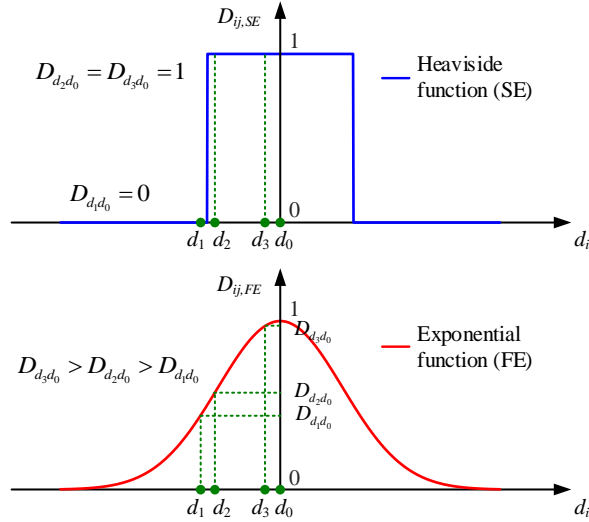 D_{ij,SE}
1
D_{d_2d_0} = D_{d_3d_0} = 1
Heaviside
function (SE)
D_{d_1d_0} = 0
0
d_1 d_2 d_3 d_0 d_i
D_{ij,FE}
1
D_{d_3d_0}
Exponential
function (FE)
D_{d_3d_0} > D_{d_2d_0} > D_{d_1d_0}
D_{d_2d_0}
D_{d_1d_0}
0
d_1 d_2 d_3 d_0 d_i